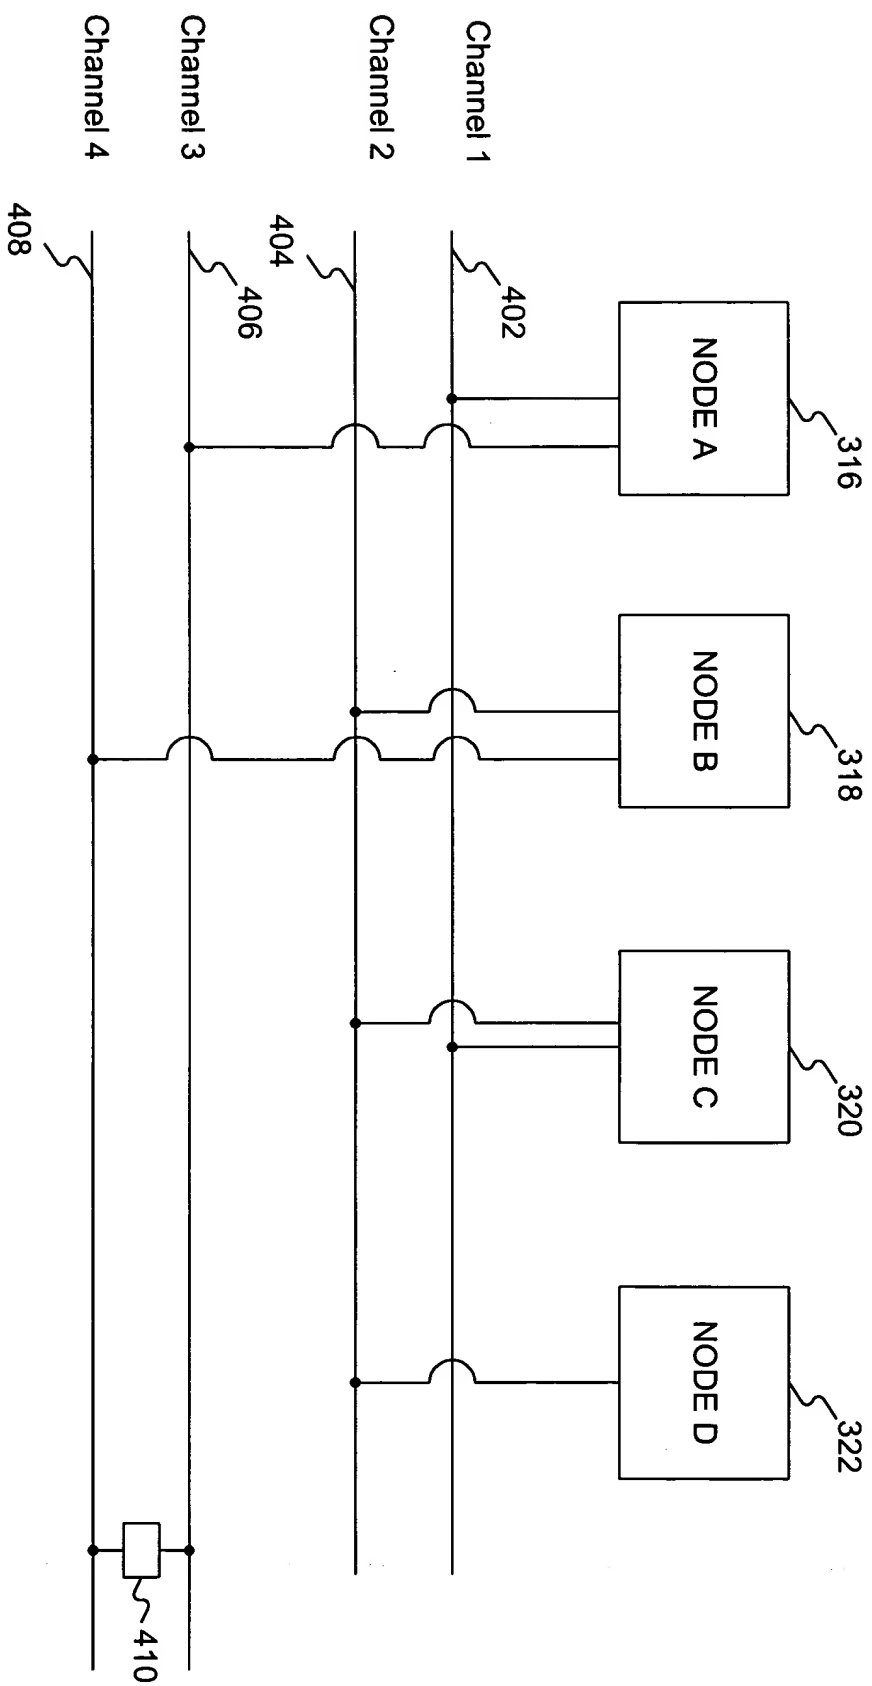 316
318
320
322
NODE A
NODE B
NODE C
NODE D
Channel 1
402
Channel 2
404
Channel 3
406
Channel 4
408
410